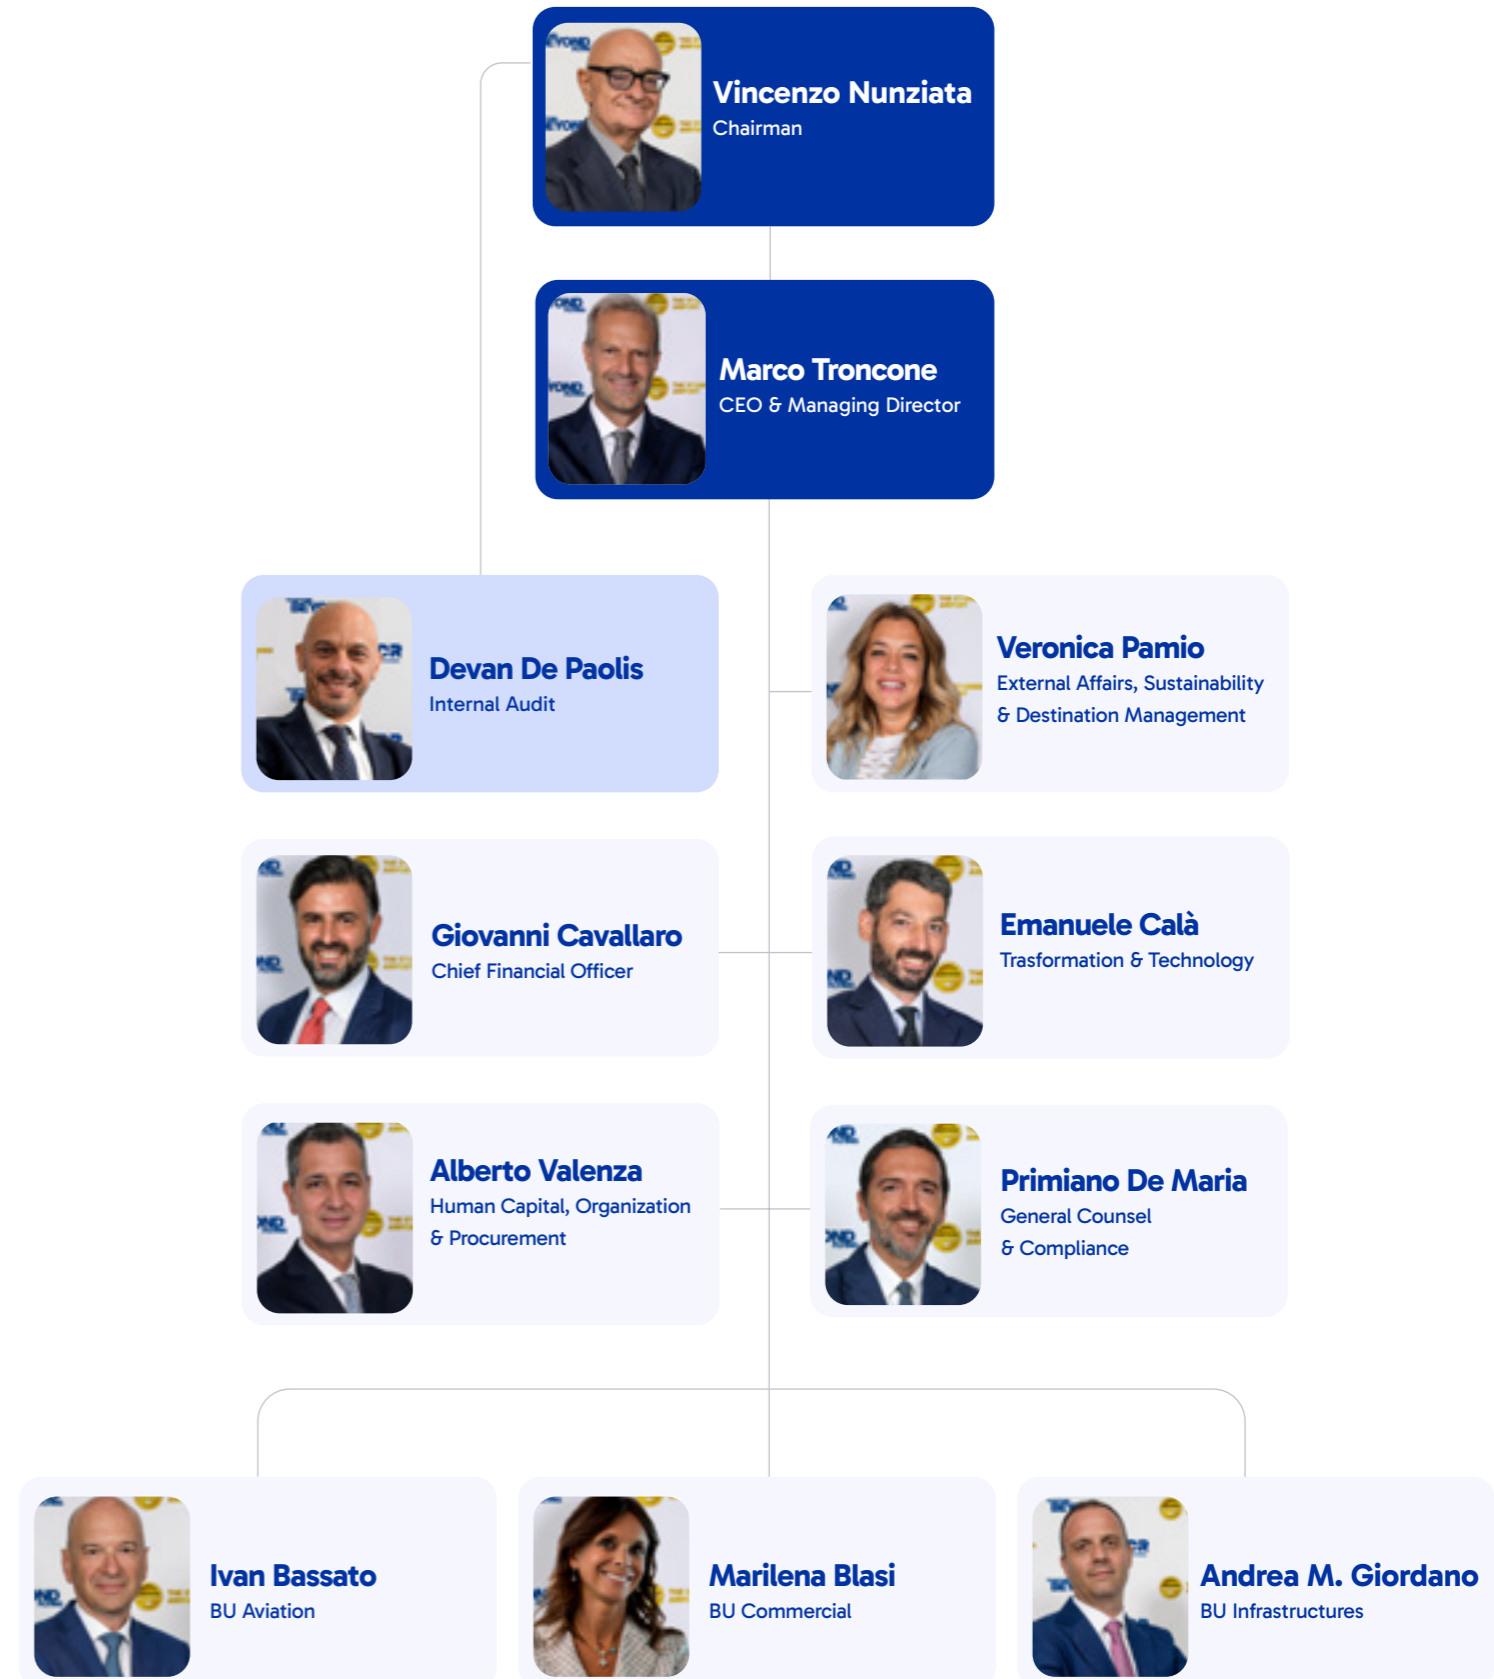 Vincenzo Nunziata
Chairman
Marco Troncone
CEO & Managing Director
Devan De Paolis
Internal Audit
Veronica Pamio
External Affairs, Sustainability
& Destination Management
Giovanni Cavallaro
Chief Financial Officer
Emanuele Calà
Trasformation & Technology
Alberto Valenza
Human Capital, Organization
& Procurement
Primiano De Maria
General Counsel
& Compliance
Ivan Bassato
BU Aviation
Marilena Blasi
BU Commercial
Andrea M. Giordano
BU Infrastructures